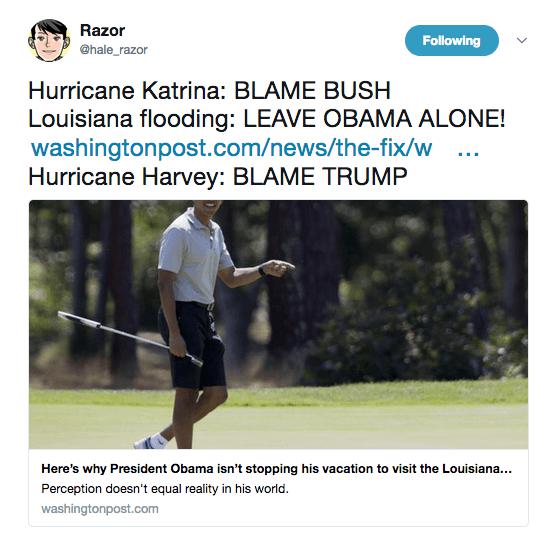 Razor
@hale_razor
Following
Hurricane Katrina: BLAME BUSH
Louisiana flooding: LEAVE OBAMA ALONE!
washingtonpost.com/news/the-fix/w ...
Hurricane Harvey: BLAME TRUMP
Here's why President Obama isn't stopping his vacation to visit the Louisiana...
Perception doesn't equal reality in his world.
washingtonpost.com